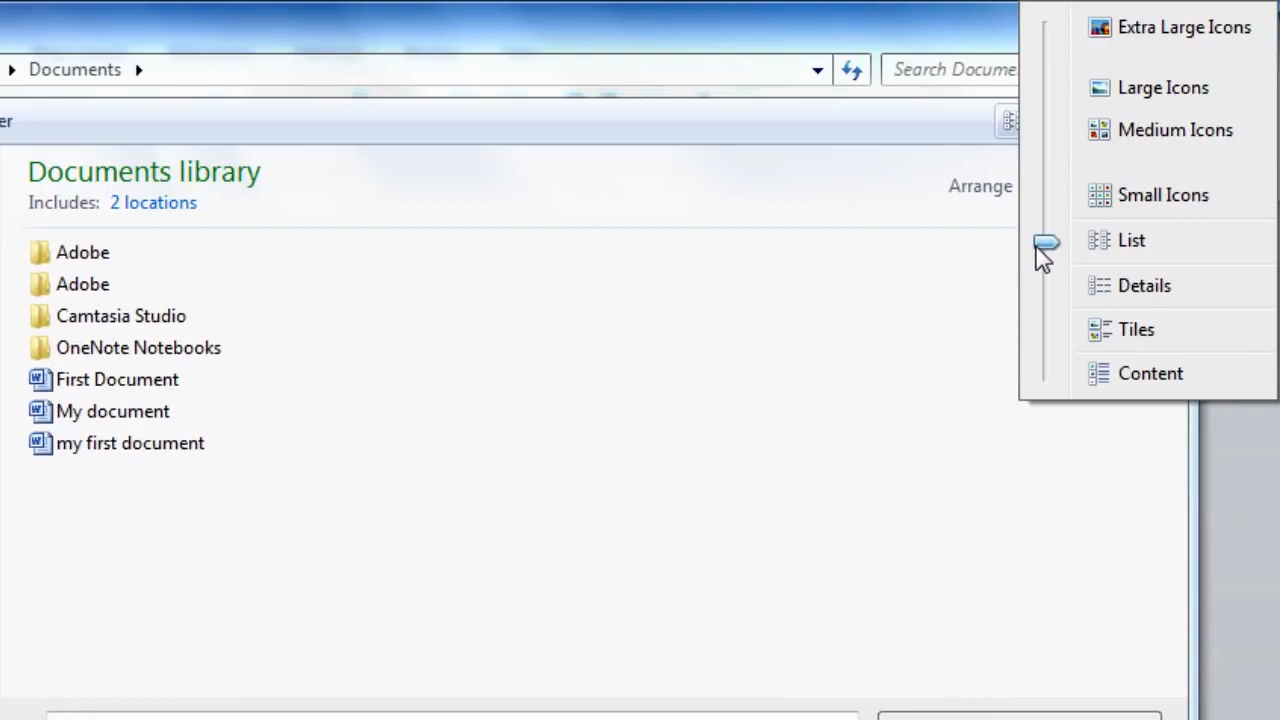 Documents
Search Docume
er
Documents library
Includes: 2 locations
Arrange
Adobe
Adobe
Camtasia Studio
OneNote Notebooks
First Document
My document
my first document
Extra Large Icons
Large Icons
Medium Icons
Small Icons
List
Details
Tiles
Content